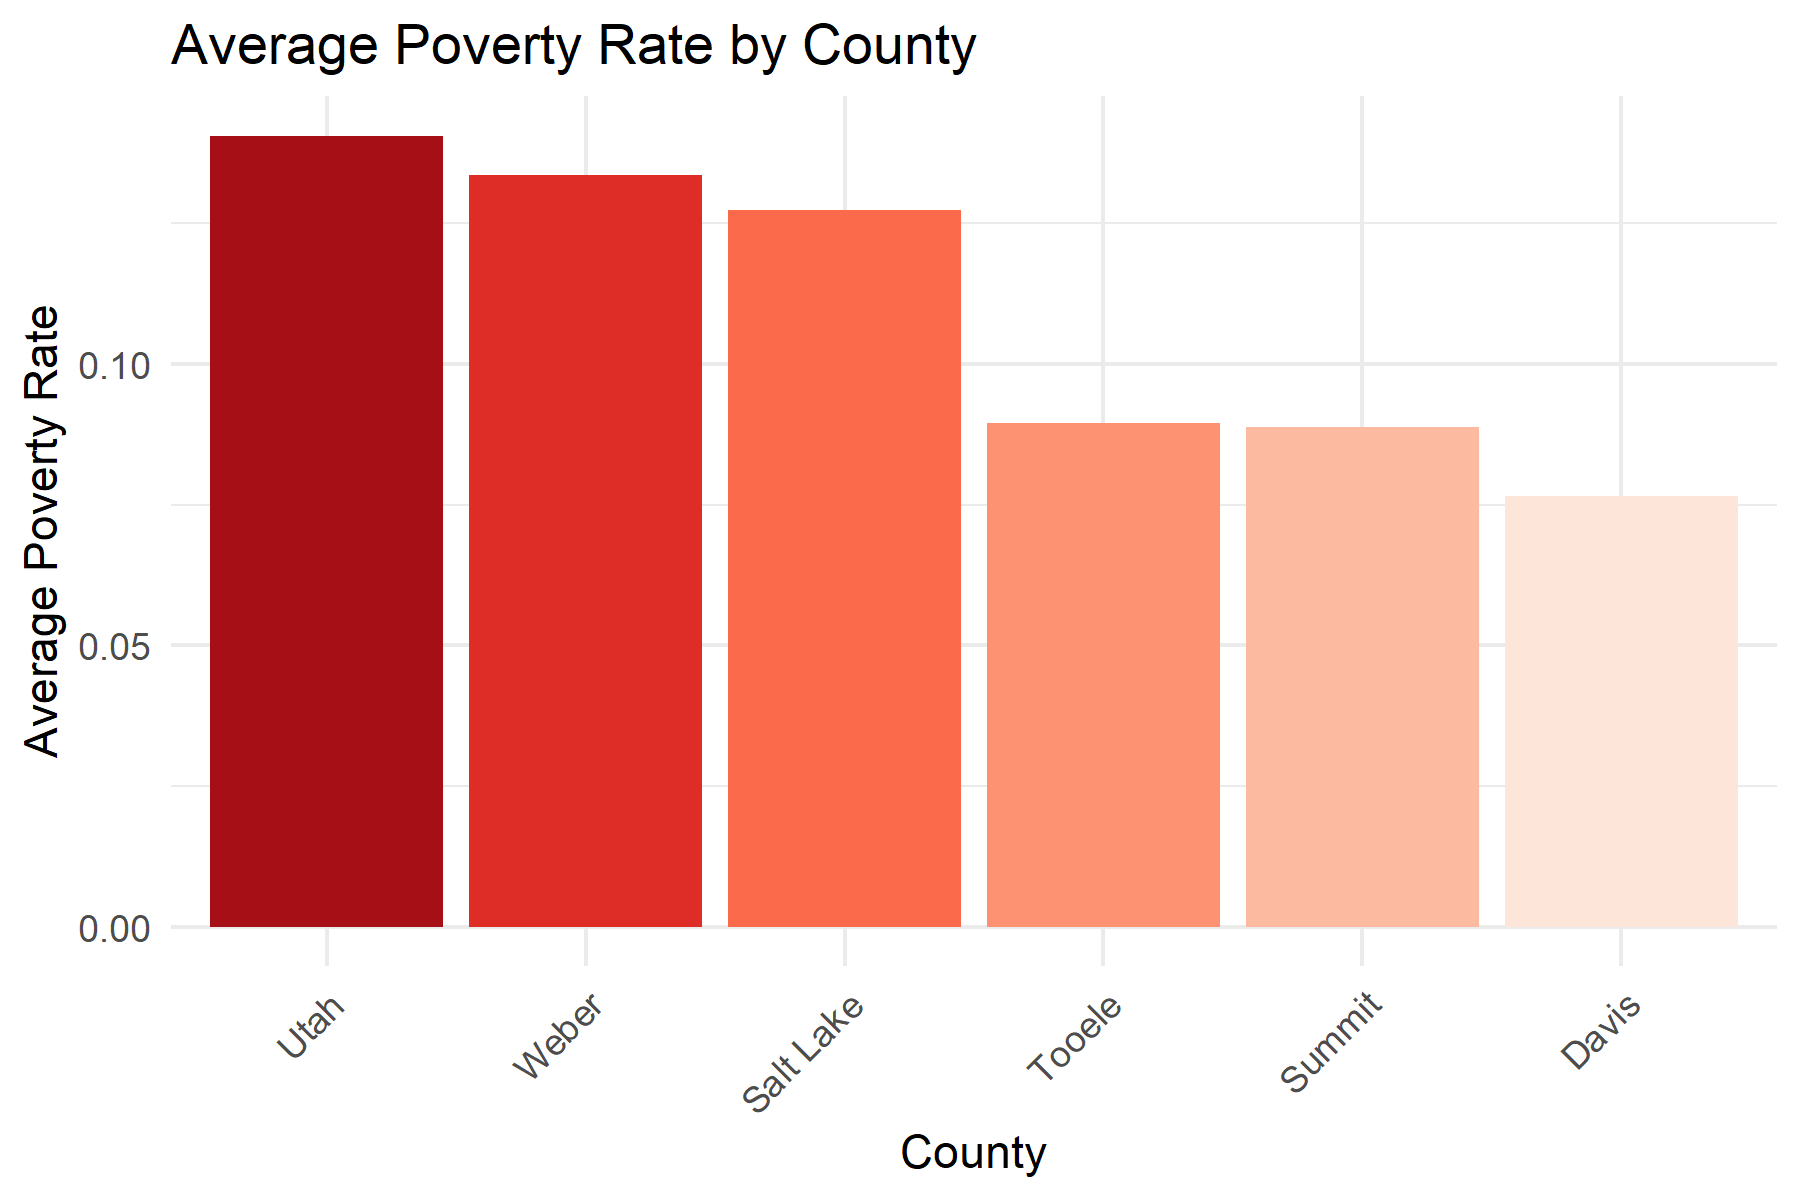 Average Poverty Rate by County
Average Poverty Rate
0.10
0.05
0.00
Utah
Weber
Salt Lake
Tooele
Summit
Davis
County